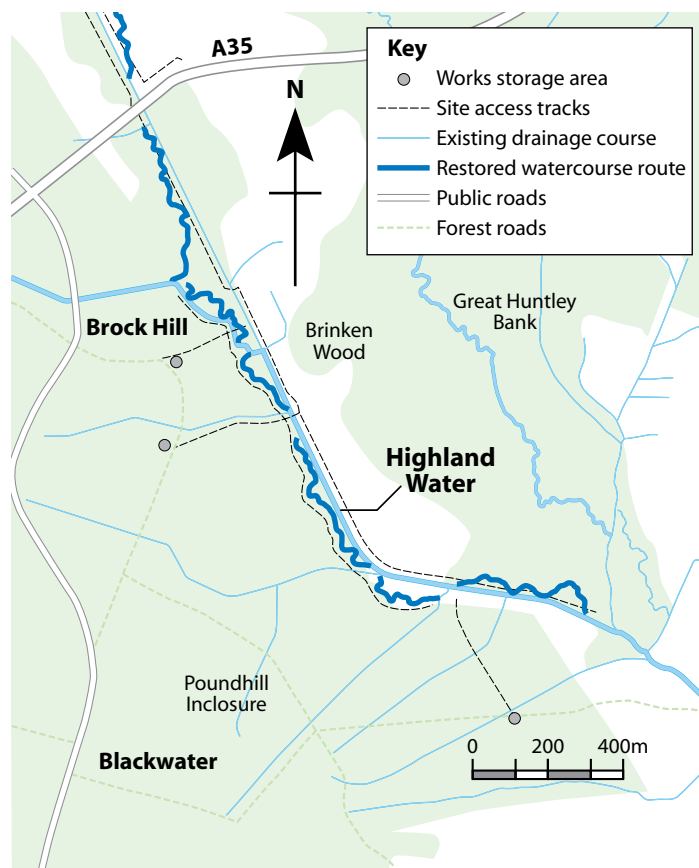 A35
N
Key
Works storage area
Site access tracks
Existing drainage course
Restored watercourse route
Public roads
Forest roads
Great Huntley
Bank
Brock Hill
Brinken
Wood
Highland
Water
Poundhill
Inclosure
Blackwater
0 200 400m